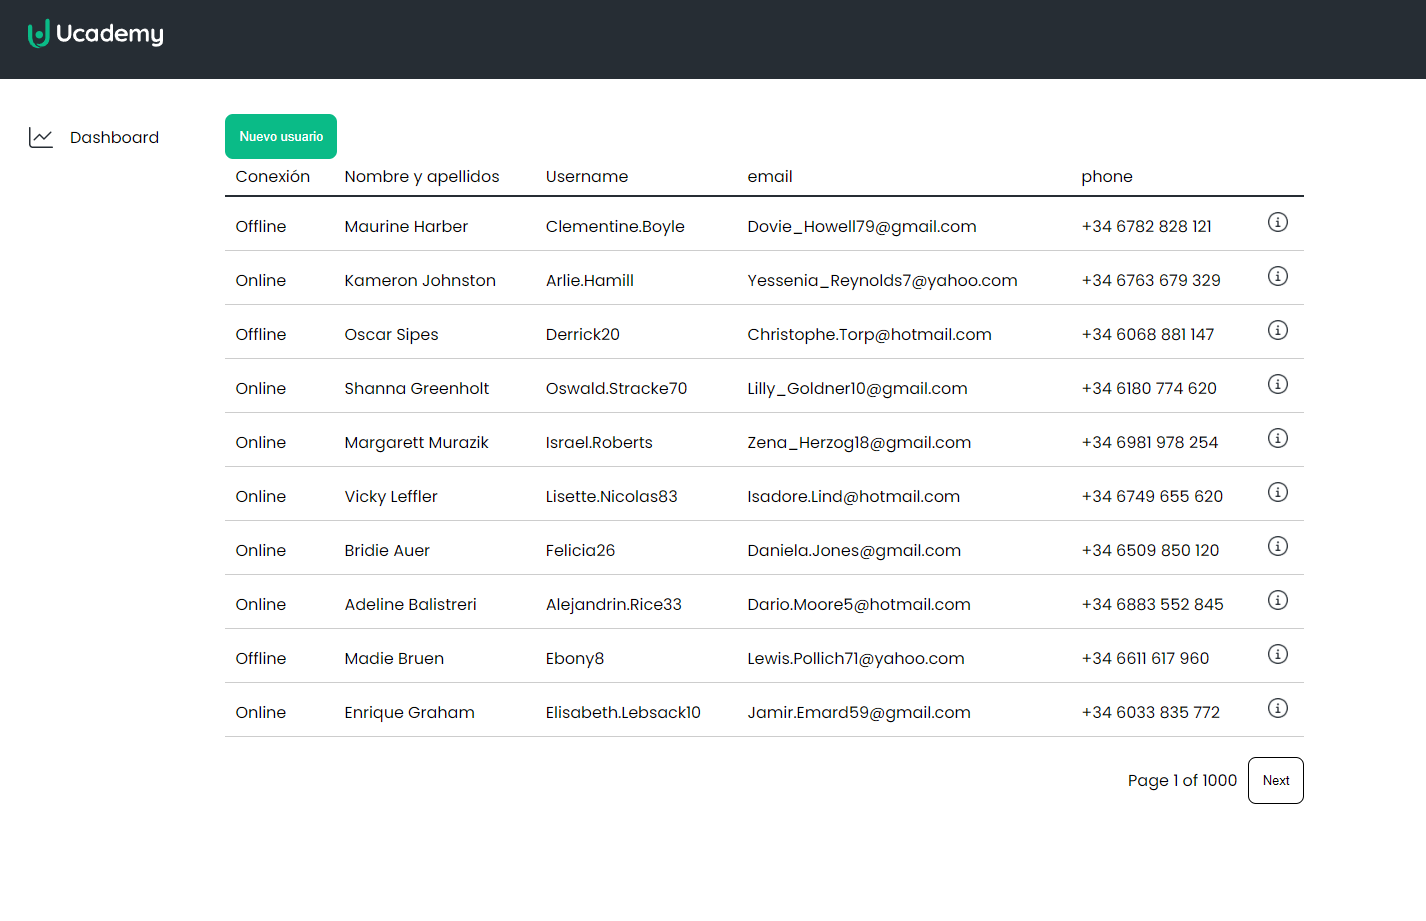 Ucademy
Dashboard
Nuevo usuario
Conexión Nombre y apellidos Username email phone
Offline Maurine Harber Clementine.Boyle Dovie_Howell79@gmail.com +34 6782 828 121
Online Kameron Johnston Arlie.Hamill Yessenia_Reynolds7@yahoo.com +34 6763 679 329
Offline Oscar Sipes Derrick20 Christophe.Torp@hotmail.com +34 6068 881 147
Online Shanna Greenholt Oswald.Stracke70 Lilly_Goldner10@gmail.com +34 6180 774 620
Online Margarett Murazik Israel.Roberts Zena_Herzog18@gmail.com +34 6981 978 254
Online Vicky Leffler Lisette.Nicolas83 Isadore.Lind@hotmail.com +34 6749 655 620
Online Bridie Auer Felicia26 Daniela.Jones@gmail.com +34 6509 850 120
Online Adeline Balistreri Alejandrin.Rice33 Dario.Moore5@hotmail.com +34 6883 552 845
Offline Madie Bruen Ebony8 Lewis.Pollich71@yahoo.com +34 6611 617 960
Online Enrique Graham Elisabeth.Lebsack10 Jamir.Emard59@gmail.com +34 6033 835 772
Page 1 of 1000 Next